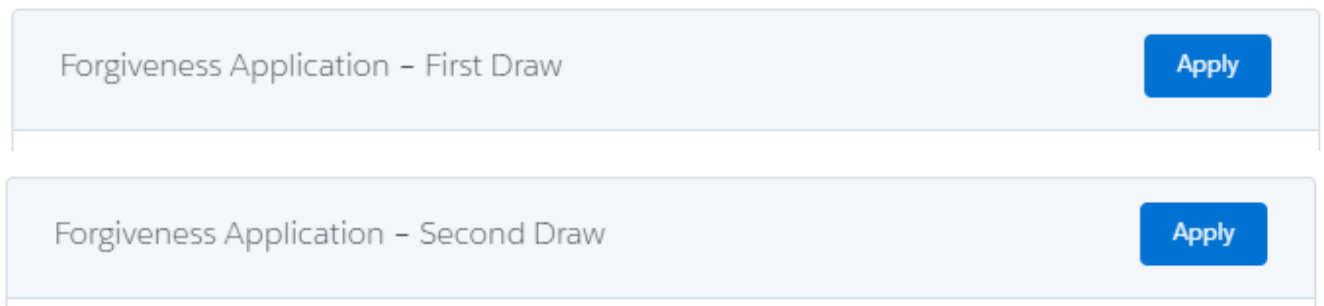 Forgiveness Application – First Draw Apply
Forgiveness Application – Second Draw Apply